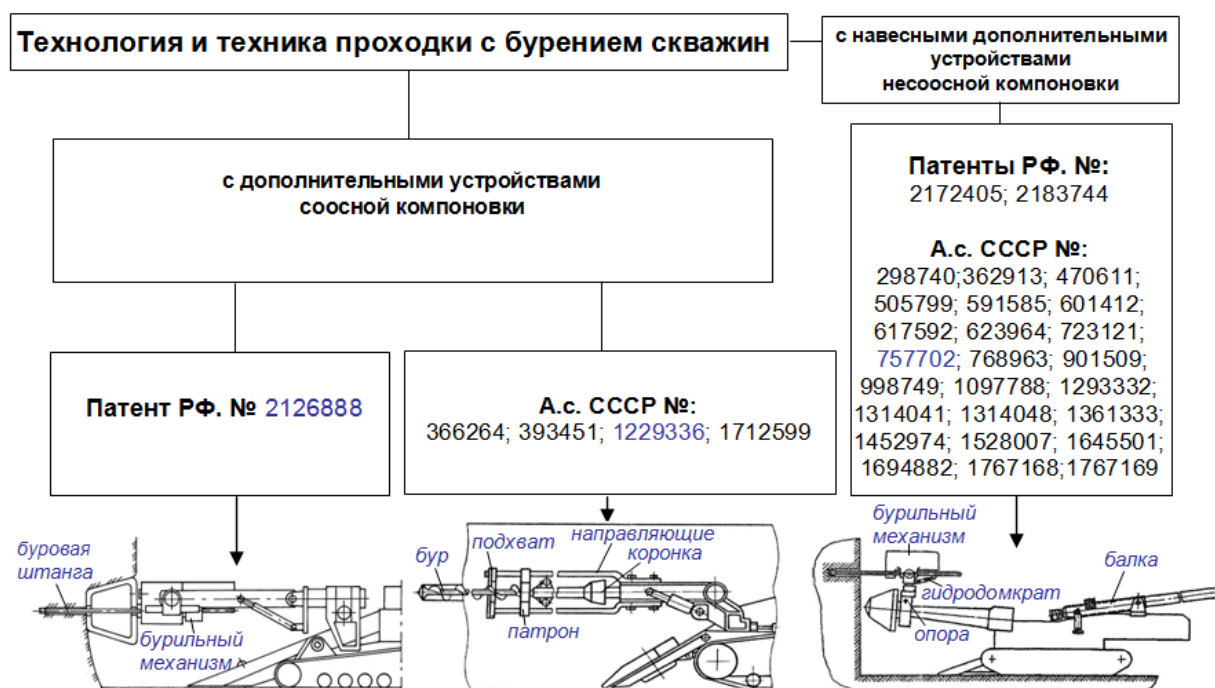 Технология и техника проходки с бурением скважин
с навесными дополнительными
устройствами
несоосной компоновки
с дополнительными устройствами
соосной компоновки
Патенты РФ. №:
2172405; 2183744
А.с. СССР №:
298740;362913; 470611;
505799; 591585; 601412;
617592; 623964; 723121;
757702; 768963; 901509;
998749; 1097788; 1293332;
1314041; 1314048; 1361333;
1452974; 1528007; 1645501;
1694882; 1767168;1767169
Патент РФ. № 2126888
А.с. СССР №:
366264; 393451; 1229336; 1712599
буровая
штанга
бурильный
механизм
бур
подхват
направляющие
коронка
патрон
бурильный
механизм
балка
гидродомкрат
опора